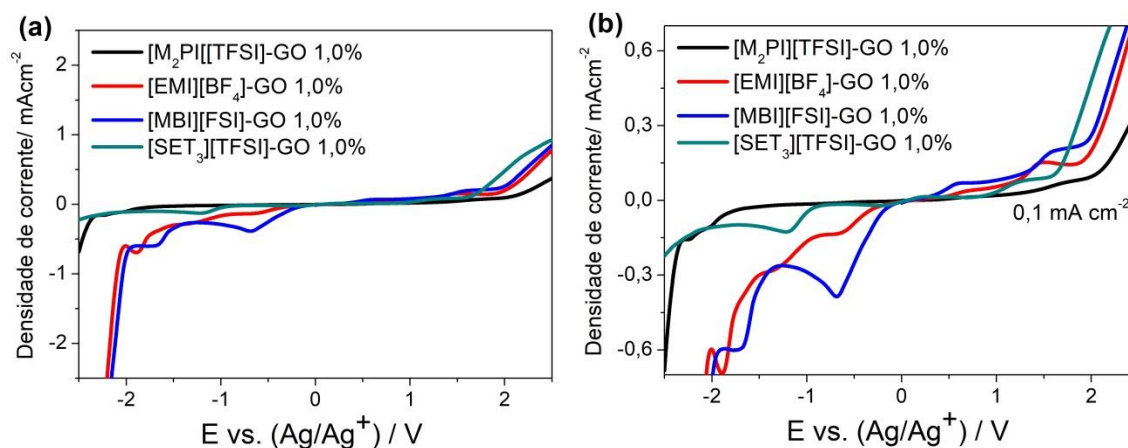 (a)
[M₂PI[[TFSI]-GO 1,0%
[EMI][BF₄]-GO 1,0%
[MBI][FSI]-GO 1,0%
[SET₃][TFSI]-GO 1,0%
Densidade de corrente/ mAcm⁻²
2
1
0
-1
-2
-2 -1 0 1 2
E vs. (Ag/Ag⁺) / V
(b)
[M₂PI][TFSI]-GO 1,0%
[EMI][BF₄]-GO 1,0%
[MBI][FSI]-GO 1,0%
[SET₃][TFSI]-GO 1,0%
0,1 mA cm⁻²
Densidade de corrente/ mAcm⁻²
0,6
0,3
0,0
-0,3
-0,6
-2 -1 0 1 2
E vs. (Ag/Ag⁺) / V